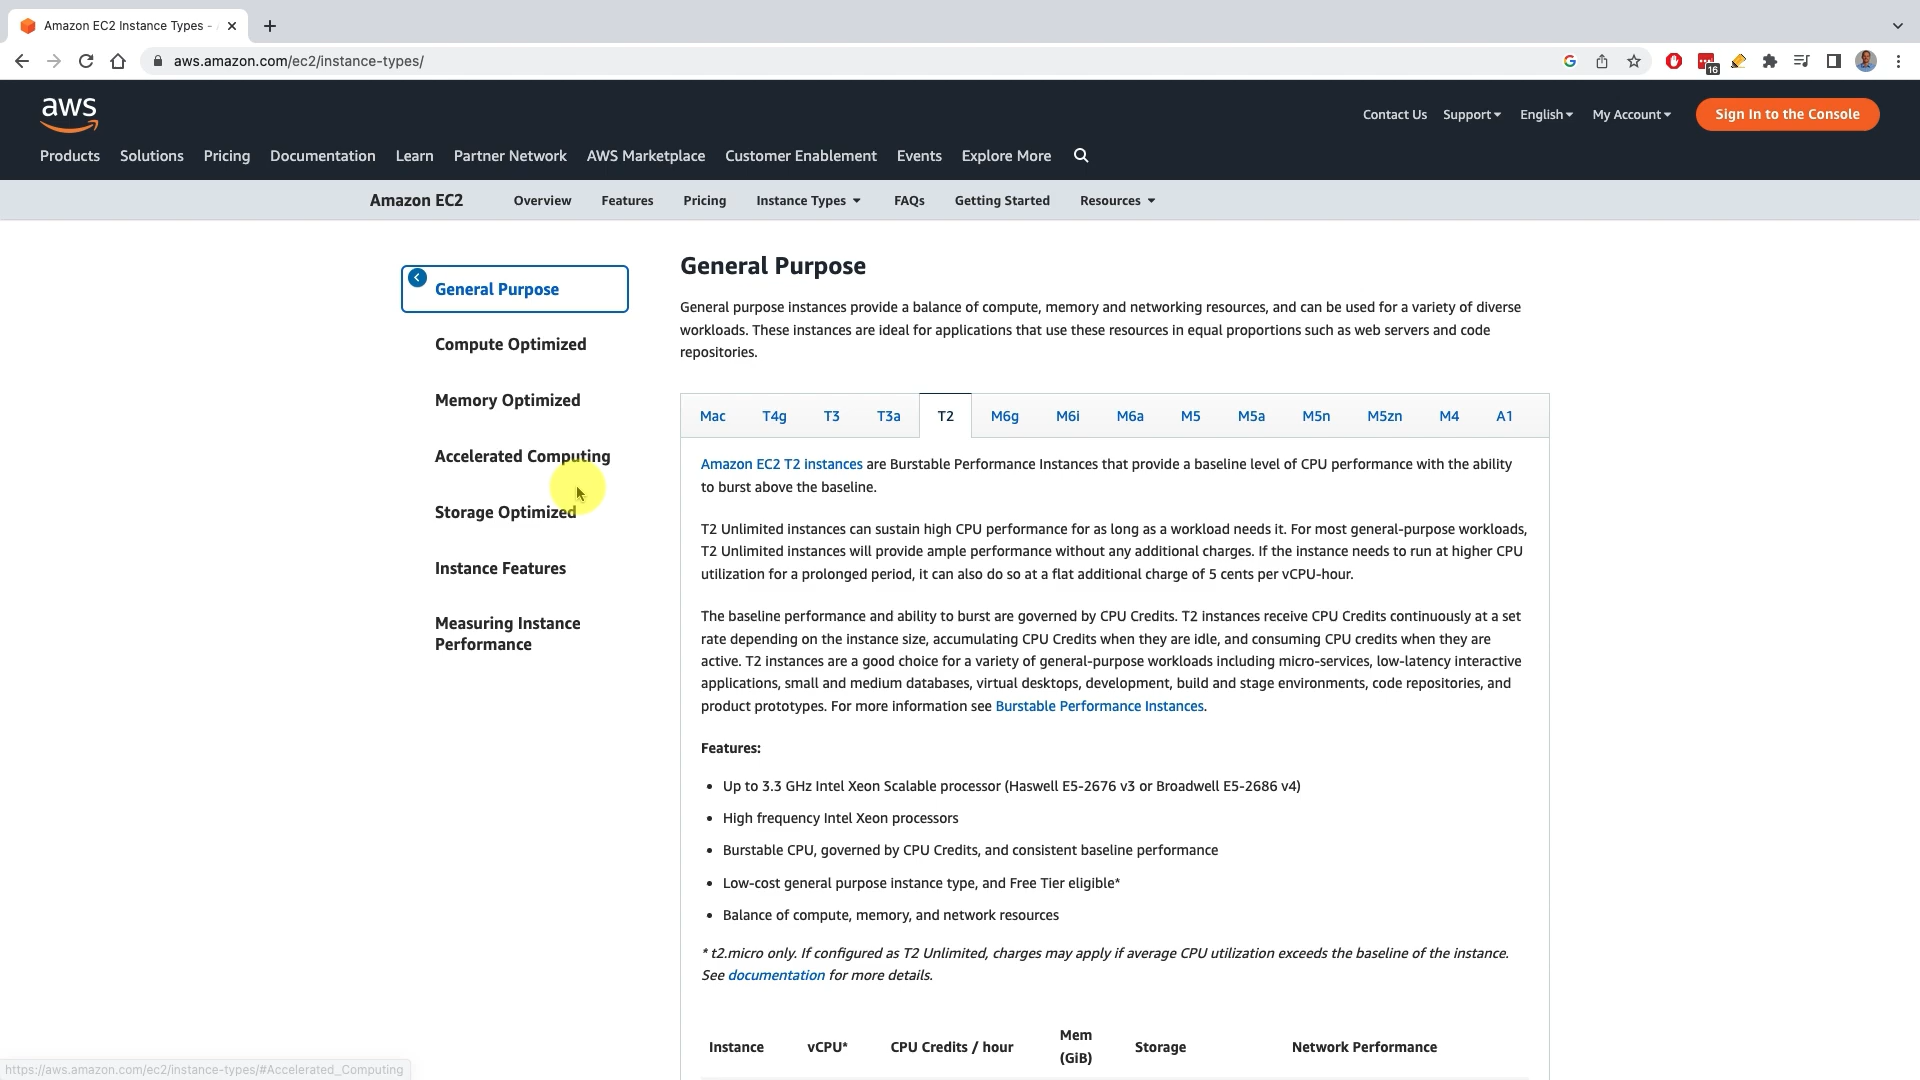 Amazon EC2 Instance Types -
aws.amazon.com/ec2/instance-types/
16
aws
Contact Us
Support
English
My Account
Sign In to the Console
Products
Solutions
Pricing
Documentation
Learn
Partner Network
AWS Marketplace
Customer Enablement
Events
Explore More
Amazon EC2
Overview
Features
Pricing
Instance Types
FAQs
Getting Started
Resources
General Purpose
Compute Optimized
Memory Optimized
Accelerated Computing
Storage Optimized
Instance Features
Measuring Instance
Performance
General Purpose
General purpose instances provide a balance of compute, memory and networking resources, and can be used for a variety of diverse
workloads. These instances are ideal for applications that use these resources in equal proportions such as web servers and code
repositories.
Mac
T4g
T3
T3a
T2
M6g
M6i
M6a
M5
M5a
M5n
M5zn
M4
A1
Amazon EC2 T2 instances are Burstable Performance Instances that provide a baseline level of CPU performance with the ability
to burst above the baseline.
T2 Unlimited instances can sustain high CPU performance for as long as a workload needs it. For most general-purpose workloads,
T2 Unlimited instances will provide ample performance without any additional charges. If the instance needs to run at higher CPU
utilization for a prolonged period, it can also do so at a flat additional charge of 5 cents per vCPU-hour.
The baseline performance and ability to burst are governed by CPU Credits. T2 instances receive CPU Credits continuously at a set
rate depending on the instance size, accumulating CPU Credits when they are idle, and consuming CPU credits when they are
active. T2 instances are a good choice for a variety of general-purpose workloads including micro-services, low-latency interactive
applications, small and medium databases, virtual desktops, development, build and stage environments, code repositories, and
product prototypes. For more information see Burstable Performance Instances.
Features:
• Up to 3.3 GHz Intel Xeon Scalable processor (Haswell E5-2676 v3 or Broadwell E5-2686 v4)
• High frequency Intel Xeon processors
• Burstable CPU, governed by CPU Credits, and consistent baseline performance
• Low-cost general purpose instance type, and Free Tier eligible*
• Balance of compute, memory, and network resources
* t2.micro only. If configured as T2 Unlimited, charges may apply if average CPU utilization exceeds the baseline of the instance.
See documentation for more details.
Instance
vCPU*
CPU Credits / hour
Mem
(GiB)
Storage
Network Performance
https://aws.amazon.com/ec2/instance-types/#Accelerated_Computing